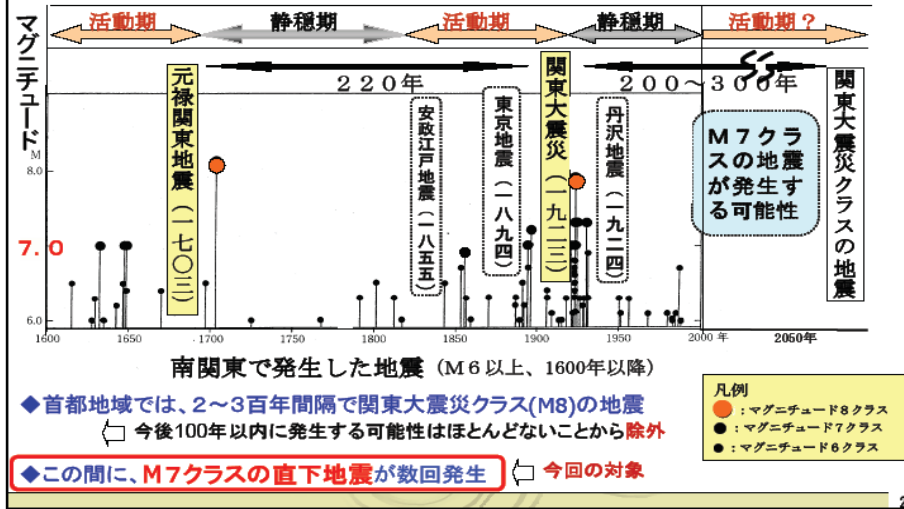 活動期 静穏期 活動期 静穏期 活動期？
マグニチュード
M
220年
200～300年
元禄関東地震（一七〇三）
安政江戸地震（一八五五）
東京地震（一八九四）
関東大震災（一九二三）
丹沢地震（一九二四）
M7クラ
スの地震
が発生す
る可能性
関東大震災クラスの地震
8.0
7.0
6.0
1600 1700 1750 1800 1850 1900 1950 2000 年 2050年
南関東で発生した地震（M6以上、1600年以降）
◆首都地域では、2～3百年間隔で関東大震災クラス(M8)の地震
今後100年以内に発生する可能性はほとんどないことから除外
◆この間に、M7クラスの直下地震が数回発生
今回の対象
凡例
：マグニチュード8クラス
：マグニチュード7クラス
：マグニチュード6クラス
2